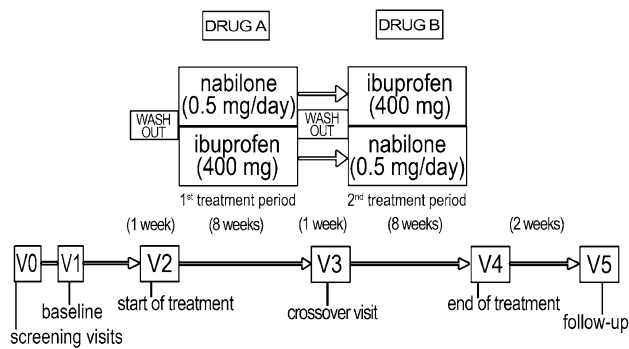 DRUG A
DRUG B
nabilone
(0.5 mg/day)
ibuprofen
(400 mg)
WASH
OUT
WASH
OUT
ibuprofen
(400 mg)
nabilone
(0.5 mg/day)
1st treatment period
2nd treatment period
(1 week)
(8 weeks)
(1 week)
(8 weeks)
(2 weeks)
V0
V1
V2
V3
V4
V5
start of treatment
end of treatment
baseline
crossover visit
follow-up
screening visits